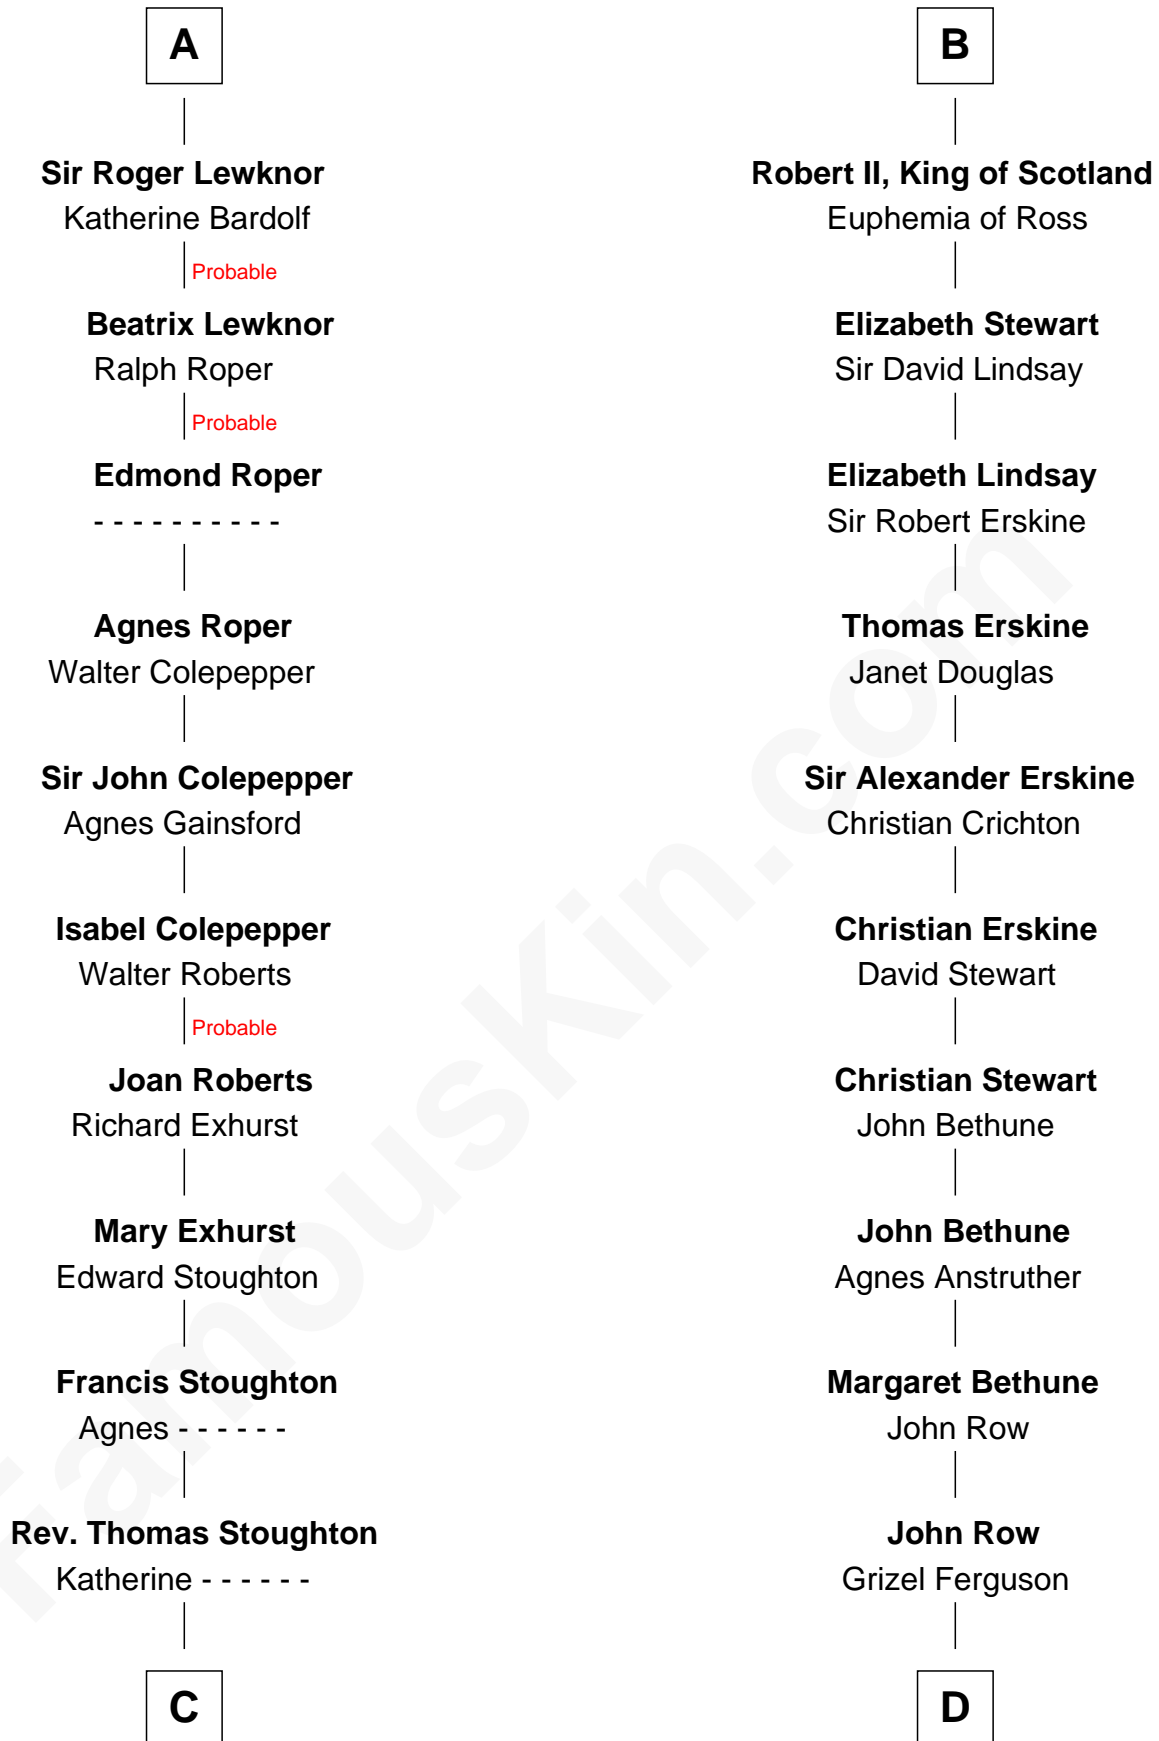 A
Sir Roger Lewknor
Katherine Bardolf
Probable
Beatrix Lewknor
Ralph Roper
Probable
Edmond Roper
- - - - - - - - - -
Agnes Roper
Walter Colepepper
Sir John Colepepper
Agnes Gainsford
Isabel Colepepper
Walter Roberts
Probable
Joan Roberts
Richard Exhurst
Mary Exhurst
Edward Stoughton
Francis Stoughton
Agnes - - - - - -
Rev. Thomas Stoughton
Katherine - - - - - -
C
B
Robert II, King of Scotland
Euphemia of Ross
Elizabeth Stewart
Sir David Lindsay
Elizabeth Lindsay
Sir Robert Erskine
Thomas Erskine
Janet Douglas
Sir Alexander Erskine
Christian Crichton
Christian Erskine
David Stewart
Christian Stewart
John Bethune
John Bethune
Agnes Anstruther
Margaret Bethune
John Row
John Row
Grizel Ferguson
D
FamousKin.com